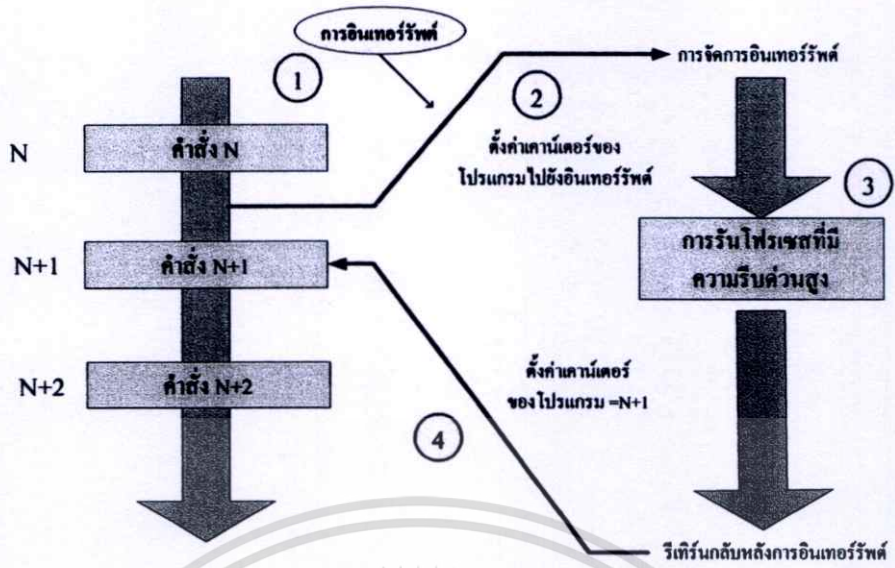 การอินเทอร์รัพต์
1
2
การจัดการอินเทอร์รัพต์
N
คำสั่ง N
ตั้งค่าเคาน์เตอร์ของ
โปรแกรมไปยังอินเทอร์รัพต์
3
N+1
คำสั่ง N+1
การรันโพรเซสที่มี
ความรีบด่วนสูง
N+2
คำสั่ง N+2
ตั้งค่าเคาน์เตอร์
ของโปรแกรม =N+1
4
รีเทิร์นกลับหลังการอินเทอร์รัพต์